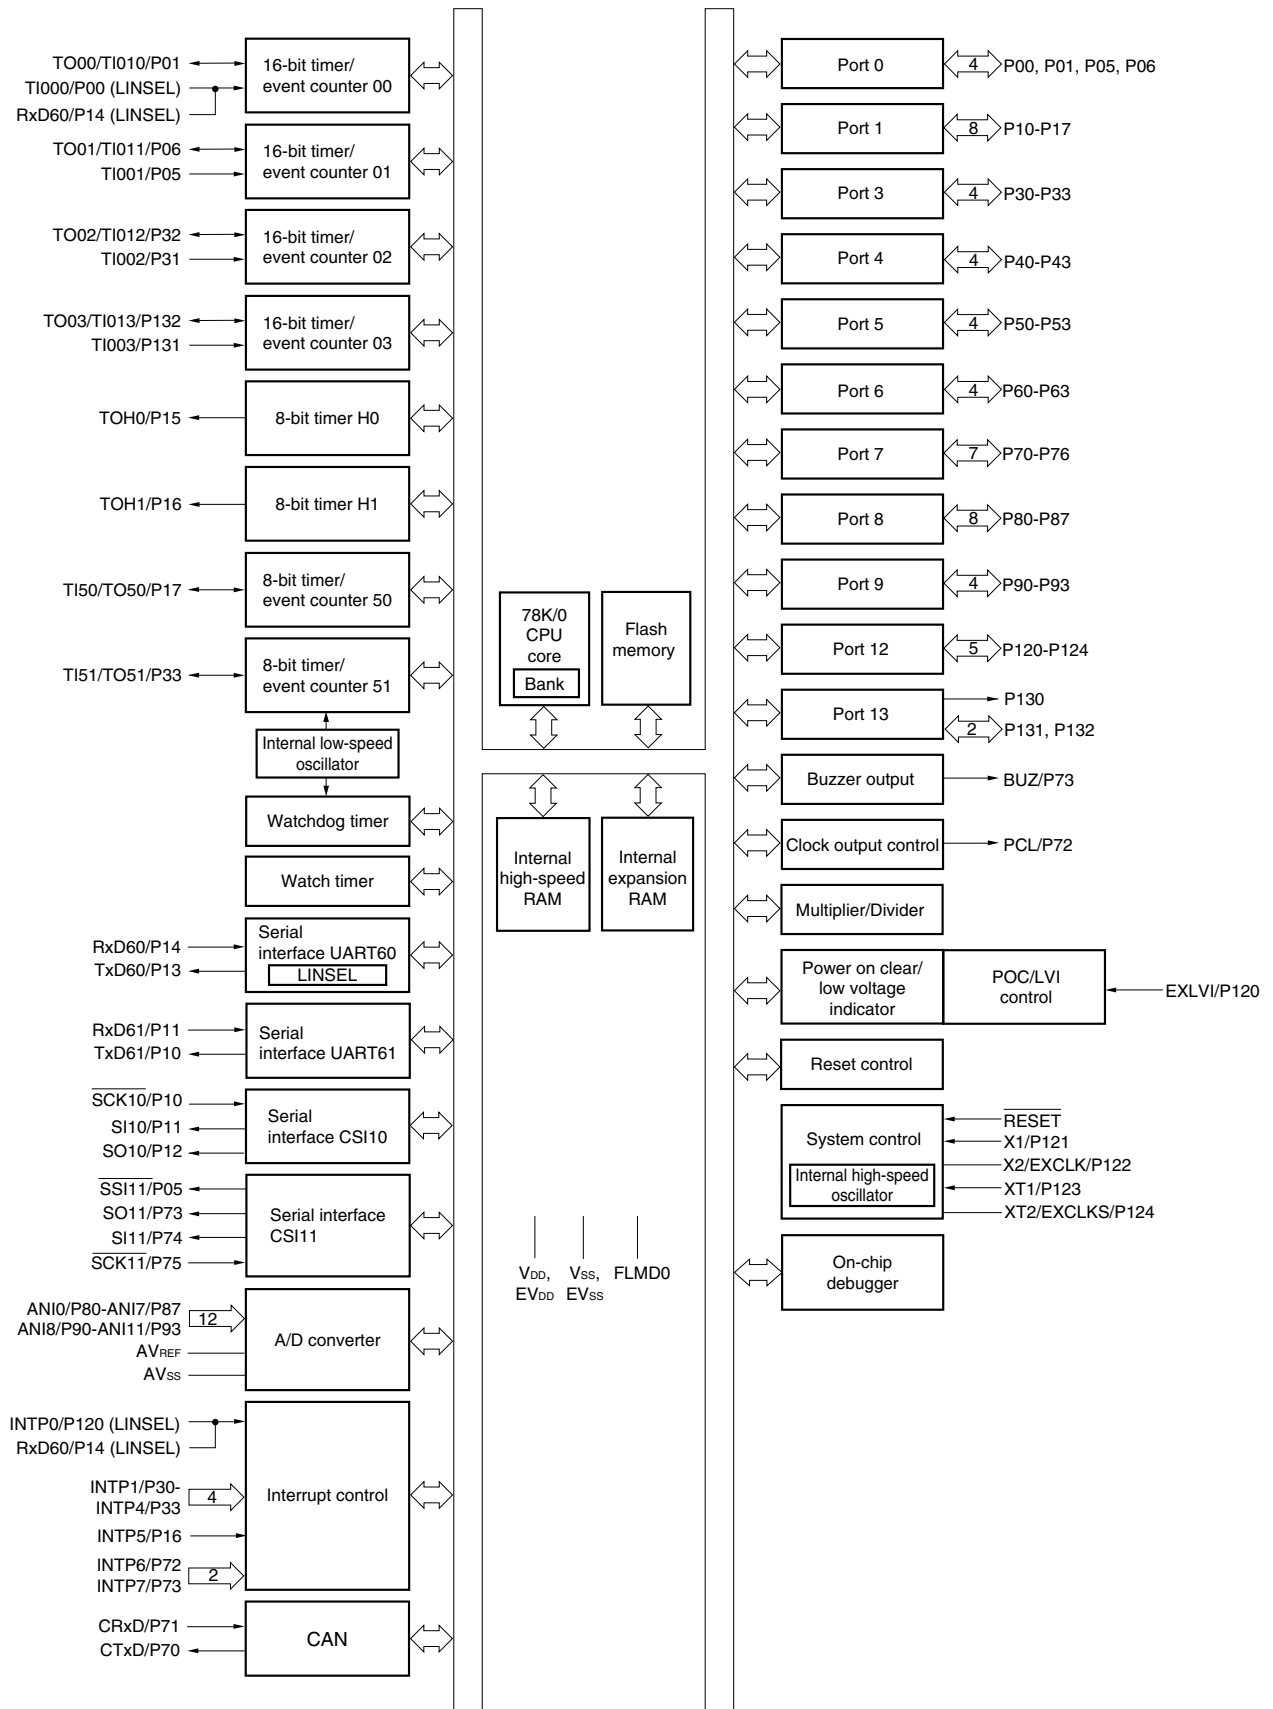 TO00/TI010/P01
TI000/P00 (LINSEL)
RxD60/P14 (LINSEL)
16-bit timer/
event counter 00
TO01/TI011/P06
TI001/P05
16-bit timer/
event counter 01
TO02/TI012/P32
TI002/P31
16-bit timer/
event counter 02
TO03/TI013/P132
TI003/P131
16-bit timer/
event counter 03
TOH0/P15
8-bit timer H0
TOH1/P16
8-bit timer H1
TI50/TO50/P17
8-bit timer/
event counter 50
TI51/TO51/P33
8-bit timer/
event counter 51
Internal low-speed
oscillator
Watchdog timer
Watch timer
RxD60/P14
TxD60/P13
Serial
interface UART60
LINSEL
RxD61/P11
TxD61/P10
Serial
interface UART61
SCK10/P10
SI10/P11
SO10/P12
Serial
interface CSI10
SSI11/P05
SO11/P73
SI11/P74
SCK11/P75
Serial interface
CSI11
ANI0/P80-ANI7/P87
ANI8/P90-ANI11/P93
12
AVREF
AVSS
A/D converter
INTP0/P120 (LINSEL)
RxD60/P14 (LINSEL)
INTP1/P30-
INTP4/P33
4
INTP5/P16
INTP6/P72
INTP7/P73
2
Interrupt control
CRxD/P71
CTxD/P70
CAN
78K/0
CPU
core
Bank
Flash
memory
Internal
high-speed
RAM
Internal
expansion
RAM
VDD,
EVDD
VSS,
EVSS
FLMD0
Port 0
4
P00, P01, P05, P06
Port 1
8
P10-P17
Port 3
4
P30-P33
Port 4
4
P40-P43
Port 5
4
P50-P53
Port 6
4
P60-P63
Port 7
7
P70-P76
Port 8
8
P80-P87
Port 9
4
P90-P93
Port 12
5
P120-P124
Port 13
P130
2
P131, P132
Buzzer output
BUZ/P73
Clock output control
PCL/P72
Multiplier/Divider
Power on clear/
low voltage
indicator
POC/LVI
control
EXLVI/P120
Reset control
System control
Internal high-speed
oscillator
RESET
X1/P121
X2/EXCLK/P122
XT1/P123
XT2/EXCLKS/P124
On-chip
debugger